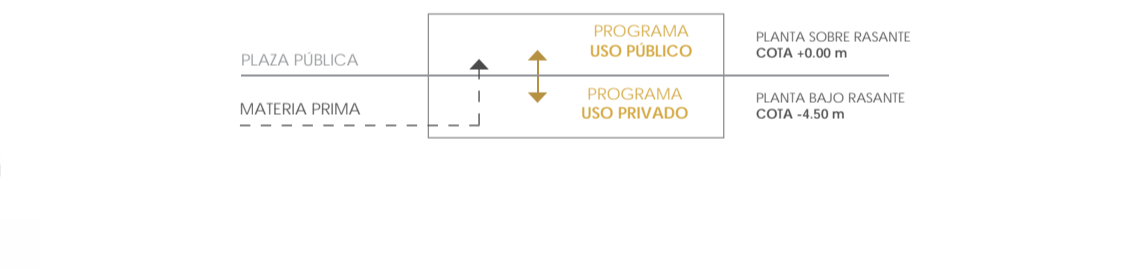 PROGRAMA
USO PÚBLICO
PLANTA SOBRE RASANTE
COTA +0.00 m
PLAZA PÚBLICA
MATERIA PRIMA
PROGRAMA
USO PRIVADO
PLANTA BAJO RASANTE
COTA -4.50 m